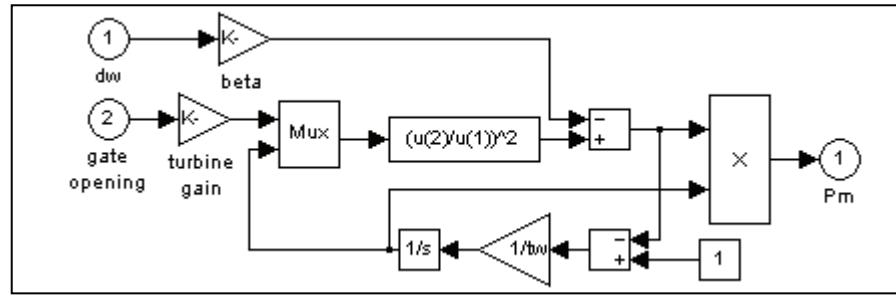 1
K-
dw
beta
2
K-
gate
opening
turbine
gain
Mux
(u(2)/u(1))^2
−
+
X
1
Pm
1/s
1/tw
−
+
1